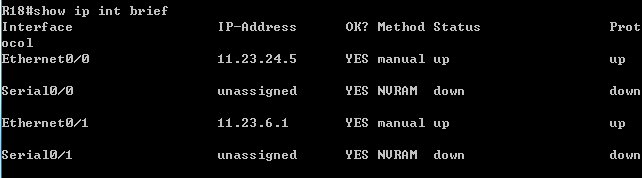 R18#show ip int brief
Interface IP-Address OK? Method Status Prot
ocol
Ethernet0/0 11.23.24.5 YES manual up up
Serial0/0 unassigned YES NVRAM down down
Ethernet0/1 11.23.6.1 YES manual up up
Serial0/1 unassigned YES NVRAM down down